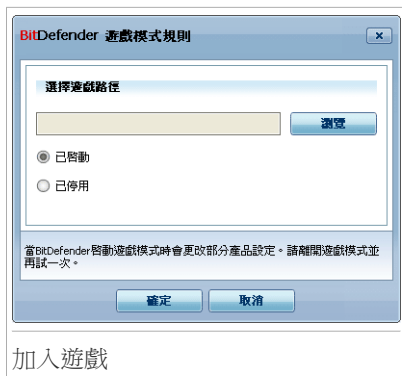 BitDefender 遊戲模式規則
選擇遊戲路徑
瀏覽
已啓動
已停用
當BitDefender啓動遊戲模式時會更改部分產品設定。請離開遊戲模式並
再試一次。
確定 取消
加入遊戲